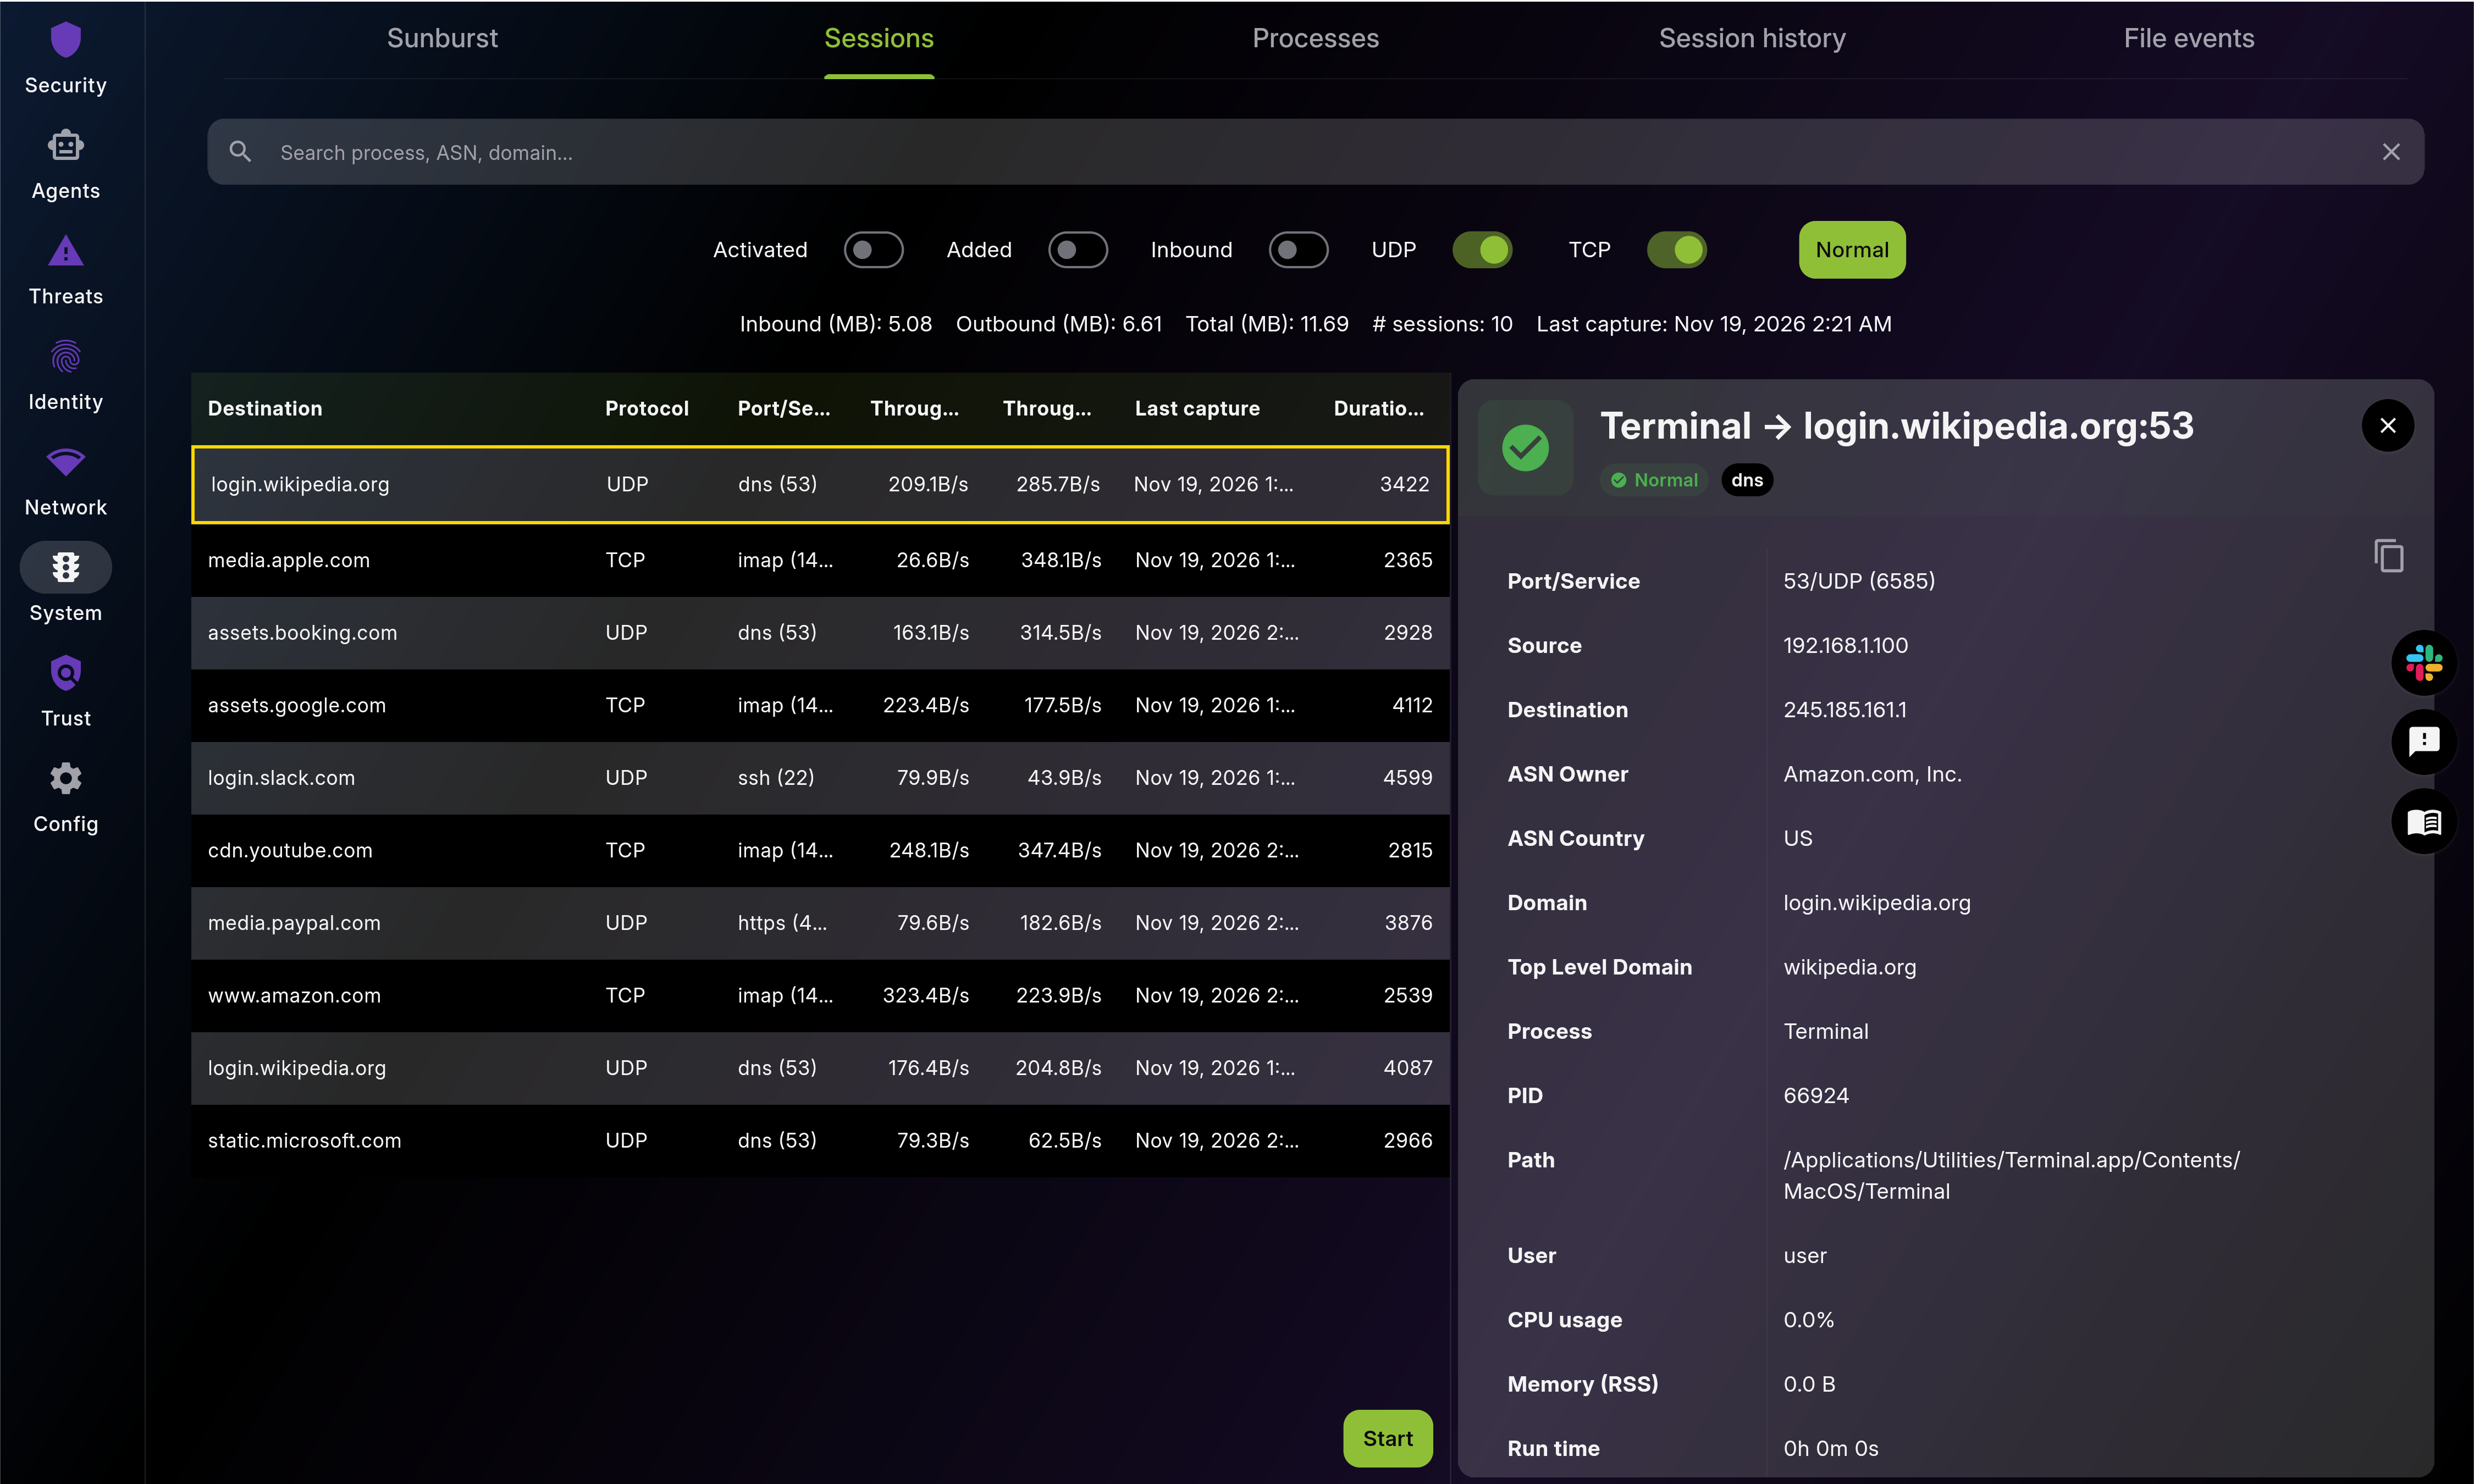 Security
Agents
Threats
Identity
Network
System
Trust
Config
Sunburst Sessions Processes Session history File events
Search process, ASN, domain...
Activated Added Inbound UDP TCP Normal
Inbound (MB): 5.08 Outbound (MB): 6.61 Total (MB): 11.69 # sessions: 10 Last capture: Nov 19, 2026 2:21 AM
Destination Protocol Port/Se... Throug... Throug... Last capture Duratio...
login.wikipedia.org UDP dns (53) 209.1B/s 285.7B/s Nov 19, 2026 1:... 3422
media.apple.com TCP imap (14... 26.6B/s 348.1B/s Nov 19, 2026 1:... 2365
assets.booking.com UDP dns (53) 163.1B/s 314.5B/s Nov 19, 2026 2:... 2928
assets.google.com TCP imap (14... 223.4B/s 177.5B/s Nov 19, 2026 1:... 4112
login.slack.com UDP ssh (22) 79.9B/s 43.9B/s Nov 19, 2026 1:... 4599
cdn.youtube.com TCP imap (14... 248.1B/s 347.4B/s Nov 19, 2026 2:... 2815
media.paypal.com UDP https (4... 79.6B/s 182.6B/s Nov 19, 2026 2:... 3876
www.amazon.com TCP imap (14... 323.4B/s 223.9B/s Nov 19, 2026 2:... 2539
login.wikipedia.org UDP dns (53) 176.4B/s 204.8B/s Nov 19, 2026 1:... 4087
static.microsoft.com UDP dns (53) 79.3B/s 62.5B/s Nov 19, 2026 2:... 2966
Start
Terminal → login.wikipedia.org:53
Normal dns
Port/Service 53/UDP (6585)
Source 192.168.1.100
Destination 245.185.161.1
ASN Owner Amazon.com, Inc.
ASN Country US
Domain login.wikipedia.org
Top Level Domain wikipedia.org
Process Terminal
PID 66924
Path /Applications/Utilities/Terminal.app/Contents/
MacOS/Terminal
User user
CPU usage 0.0%
Memory (RSS) 0.0 B
Run time 0h 0m 0s